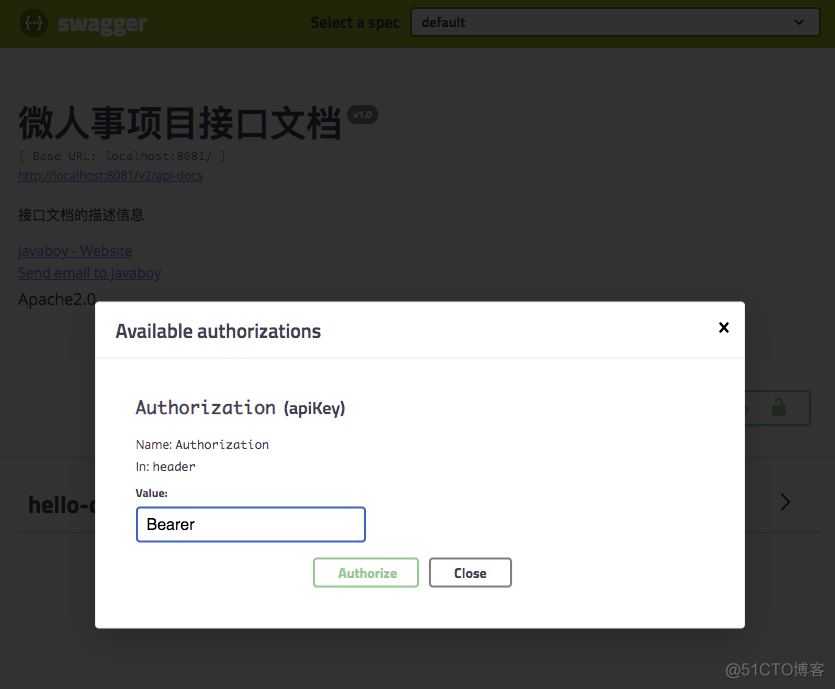 swagger
Select a spec
default
微人事项目接口文档 v1.0
[ Base URL: localhost:8081/ ]
http://localhost:8081/v2/api-docs
接口文档的描述信息
javaboy - Website
Send email to javaboy
Apache2.0
Available authorizations
Authorization (apiKey)
Name: Authorization
In: header
Value:
Bearer
Authorize
Close
hello-
@51CTO博客